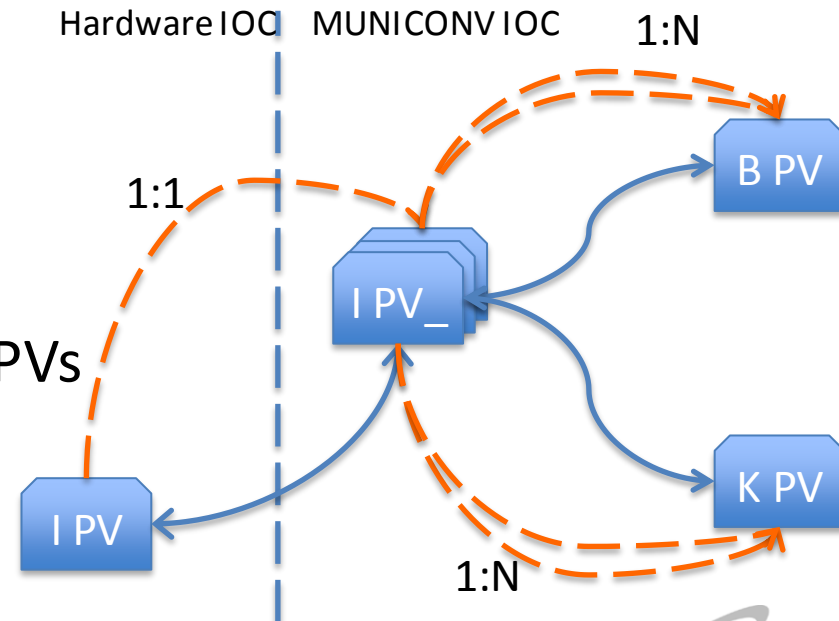 Hardware IOC
MUNICONV IOC
1:N
1:1
B PV
I PV_
PVs
K PV
I PV
1:N